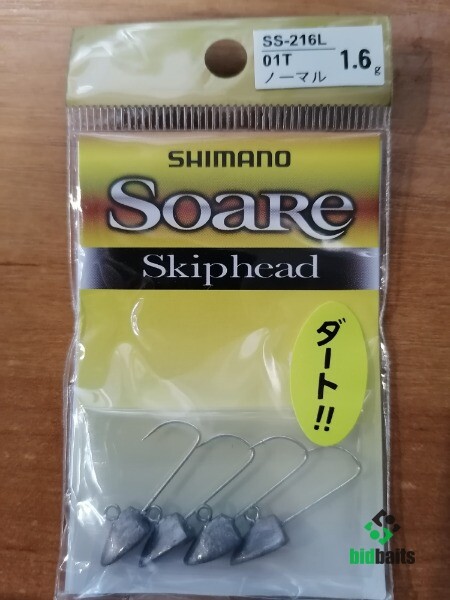 SS-216L
01T
ノーマル
1.6g
SHIMANO
SOARE
Skiphead
ダート!!
bidbaits